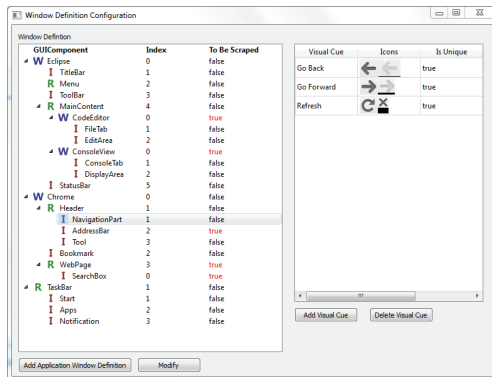 Window Definition Configuration
Window Definition
GUIComponent Index To Be Scraped
W Eclipse 0 false
I TitleBar 1 false
R Menu 2 false
I ToolBar 3 false
R MainContent 4 false
W CodeEditor 0 true
I FileTab 1 false
I EditArea 2 false
W ConsoleView 0 true
I ConsoleTab 1 false
I DisplayArea 2 false
I StatusBar 5 false
W Chrome 0 false
R Header 1 false
I NavigationPart 1 false
I AddressBar 2 true
I Tool 3 false
I Bookmark 2 false
R WebPage 3 true
I SearchBox 0 true
R TaskBar 1 false
I Start 1 false
I Apps 2 false
I Notification 3 false
Add Application Window Definition Modify
Visual Cue Icons Is Unique
Go Back true
Go Forward true
Refresh true
Add Visual Cue Delete Visual Cue